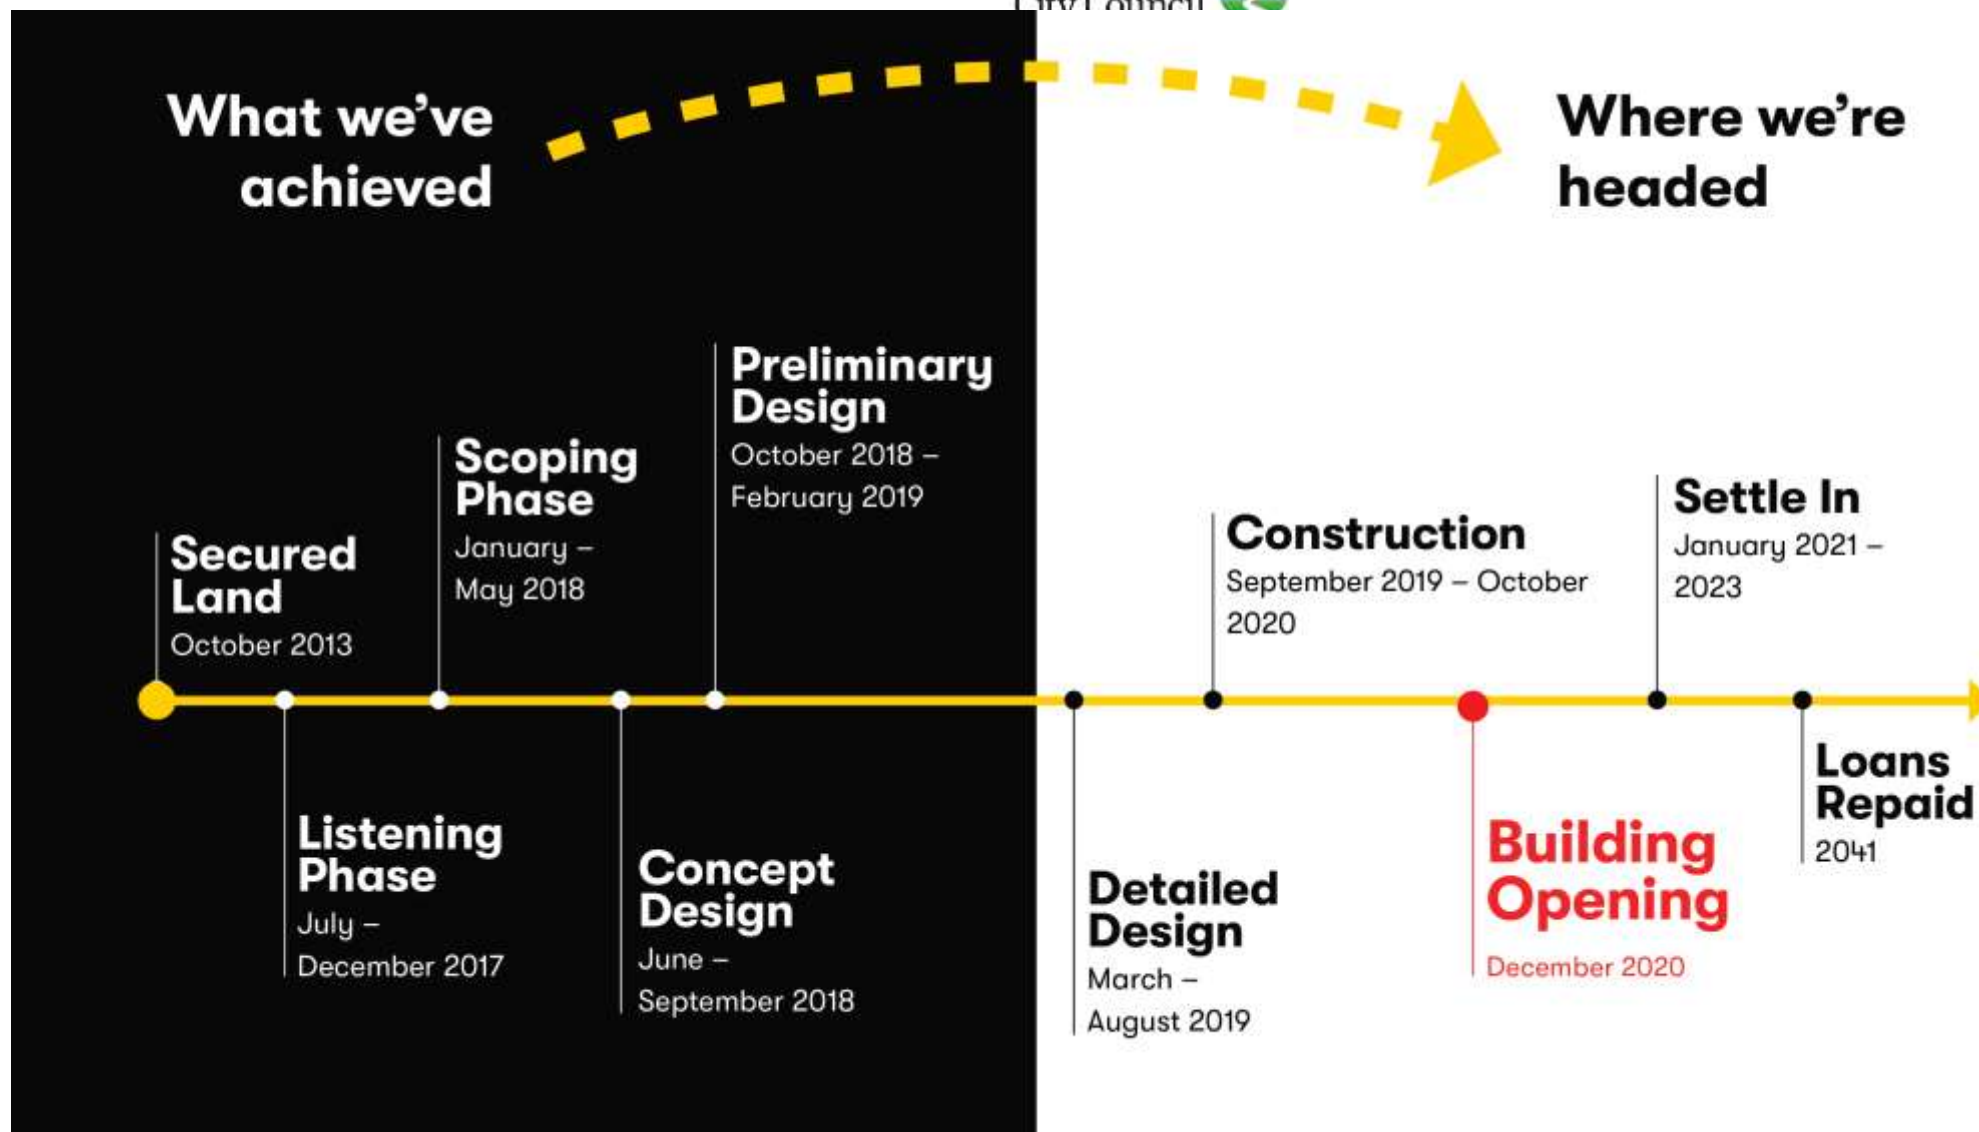 City Council
What we've
achieved
Where we're
headed
Secured
Land
October 2013
Listening
Phase
July –
December 2017
Scoping
Phase
January –
May 2018
Concept
Design
June –
September 2018
Preliminary
Design
October 2018 –
February 2019
Detailed
Design
March –
August 2019
Construction
September 2019 – October
2020
Building
Opening
December 2020
Settle In
January 2021 –
2023
Loans
Repaid
2041